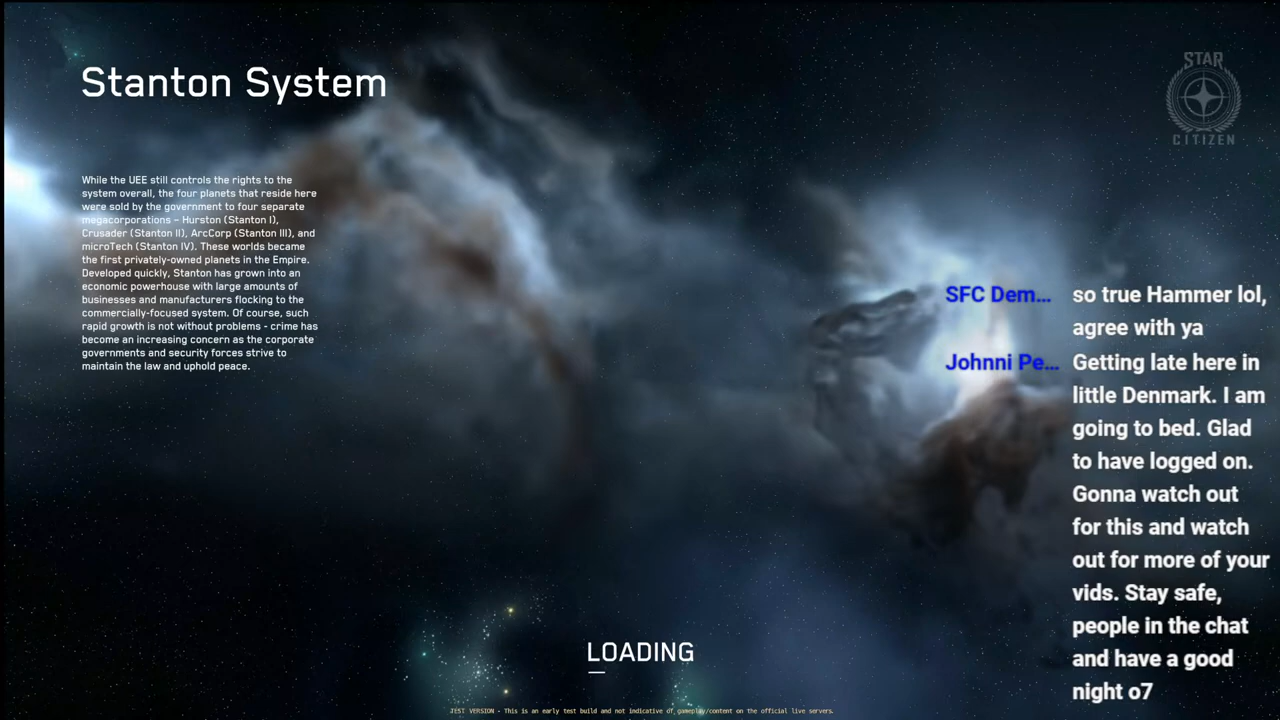 Stanton System
STAR
CITIZEN
While the UEE still controls the rights to the
system overall, the four planets that reside here
were sold by the government to four separate
megacorporations – Hurston (Stanton I),
Crusader (Stanton II), ArcCorp (Stanton III), and
microTech (Stanton IV). These worlds became
the first privately-owned planets in the Empire.
Developed quickly, Stanton has grown into an
economic powerhouse with large amounts of
businesses and manufacturers flocking to the
commercially-focused system. Of course, such
rapid growth is not without problems - crime has
become an increasing concern as the corporate
governments and security forces strive to
maintain the law and uphold peace.
SFC Dem... so true Hammer lol,
agree with ya
Johnni Pe... Getting late here in
little Denmark. I am
going to bed. Glad
to have logged on.
Gonna watch out
for this and watch
out for more of your
vids. Stay safe,
people in the chat
and have a good
night o7
LOADING
TEST VERSION - This is an early test build and not indicative of gameplay/content on the official live servers.